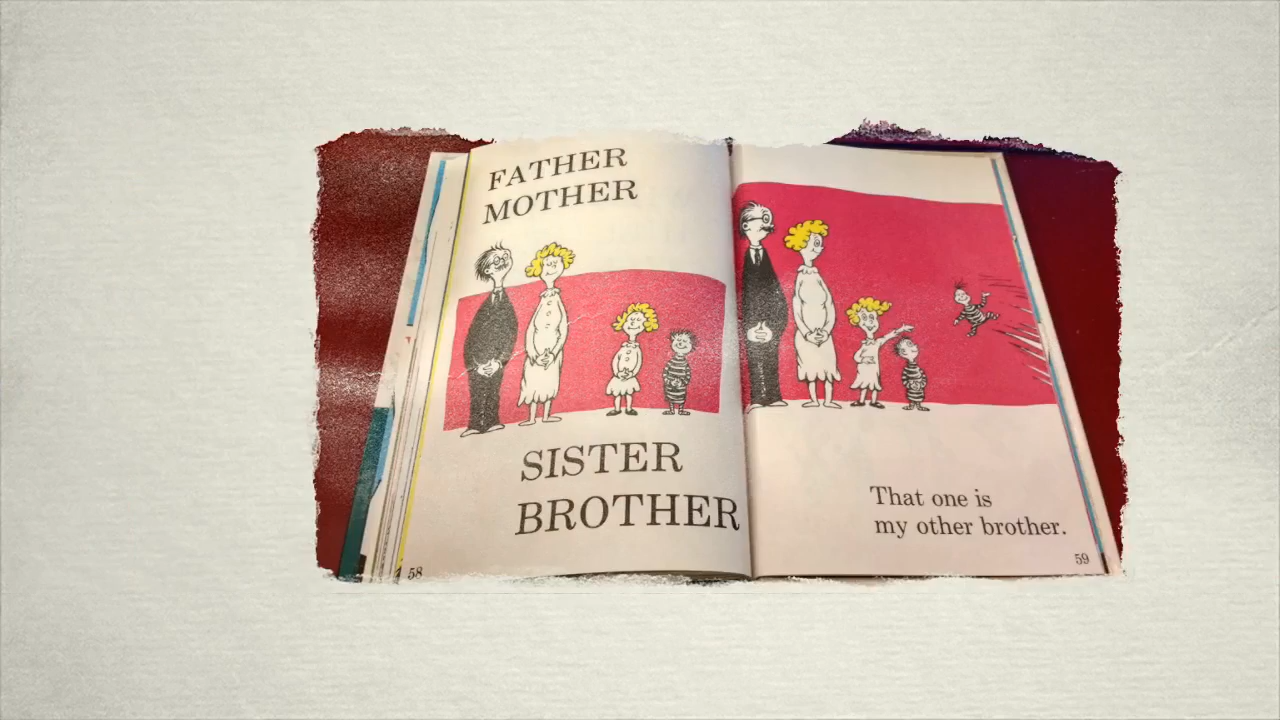 FATHER
MOTHER
SISTER
BROTHER
58
That one is
my other brother.
59